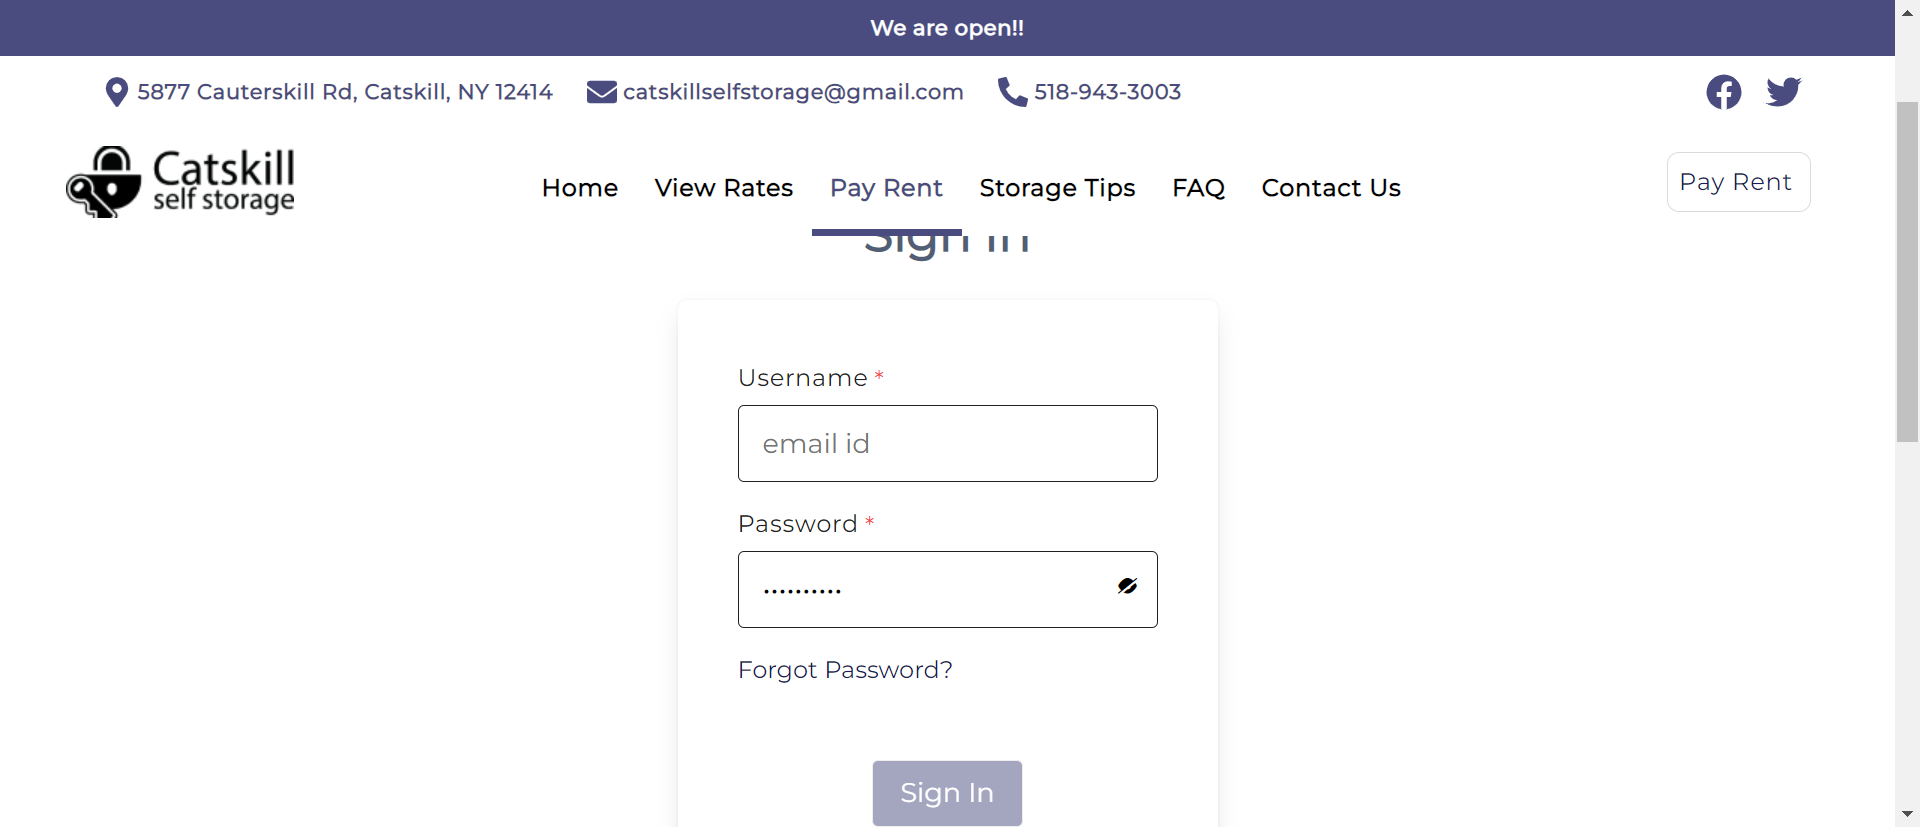 We are open!!
5877 Cauterskill Rd, Catskill, NY 12414 catskillselfstorage@gmail.com 518-943-3003
Catskill
self storage
Home View Rates Pay Rent Storage Tips FAQ Contact Us Pay Rent
Sign In
Username *
email id
Password *
••••••••••
Forgot Password?
Sign In